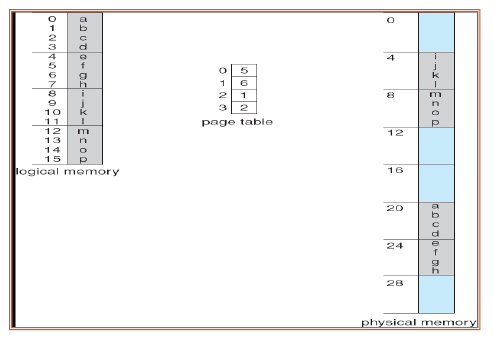 0 a
1 b
2 c
3 d
4 e
5 f
6 g
7 h
8 i
9 j
10 k
11 l
12 m
13 n
14 o
15 p
logical memory
0 5
1 6
2 1
3 2
page table
0
4 i
j
k
l
8 m
n
o
p
12
16
20 a
b
c
d
24 e
f
g
h
28
physical memory